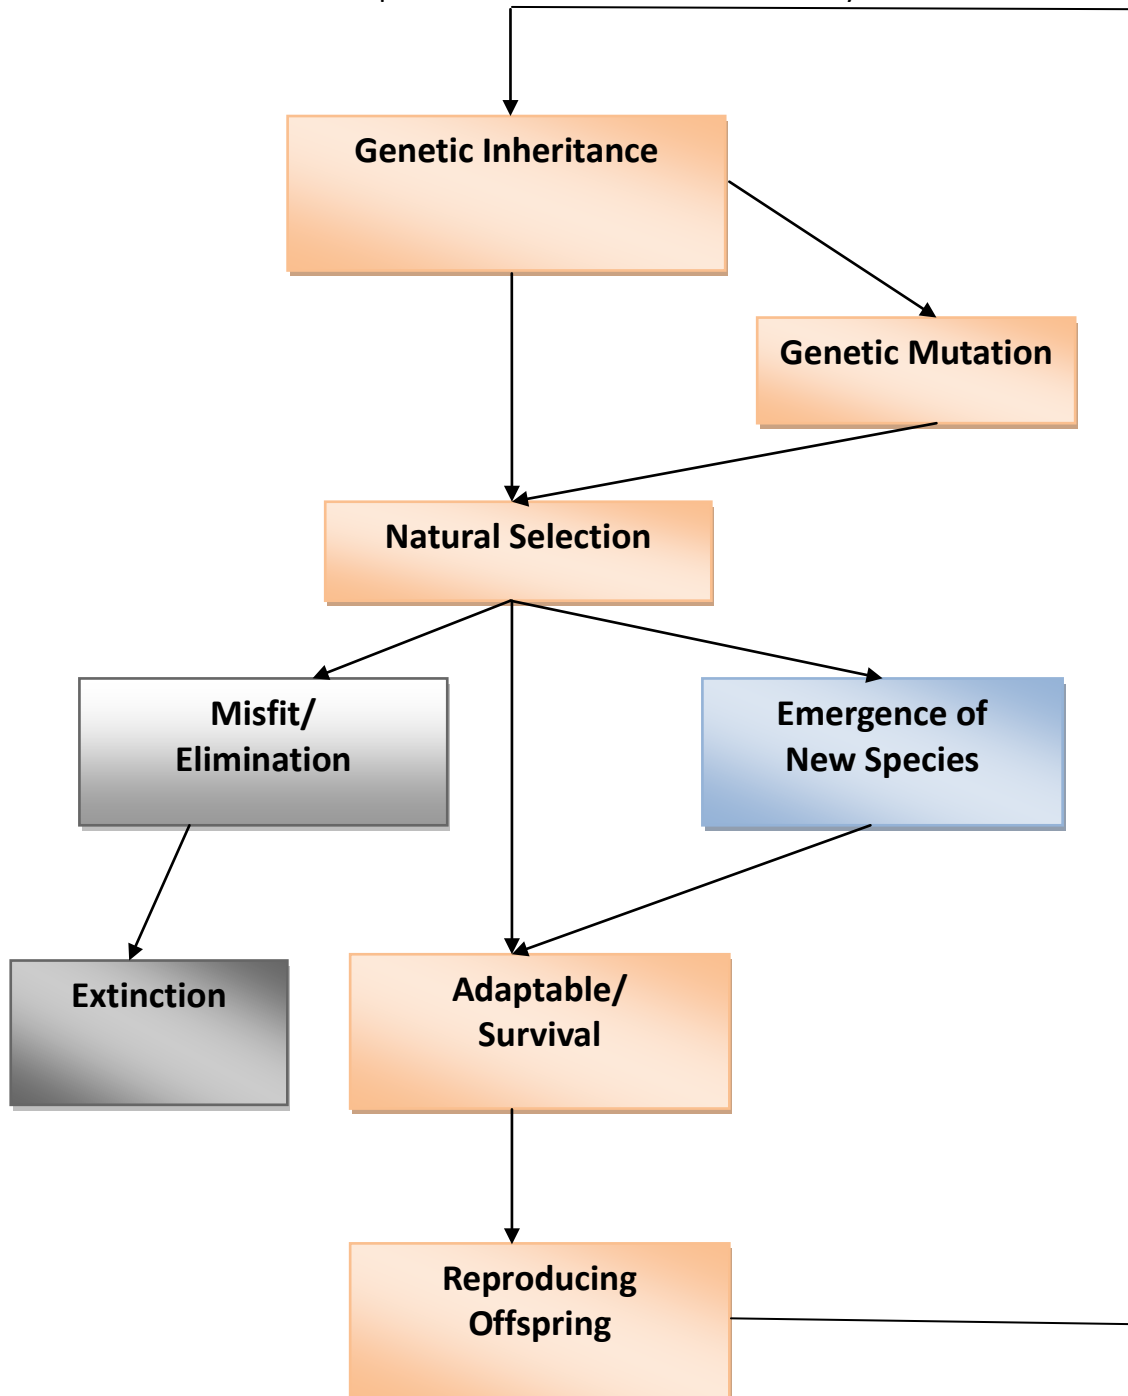 Genetic Inheritance
Genetic Mutation
Natural Selection
Misfit/
Elimination
Emergence of
New Species
Extinction
Adaptable/
Survival
Reproducing
Offspring